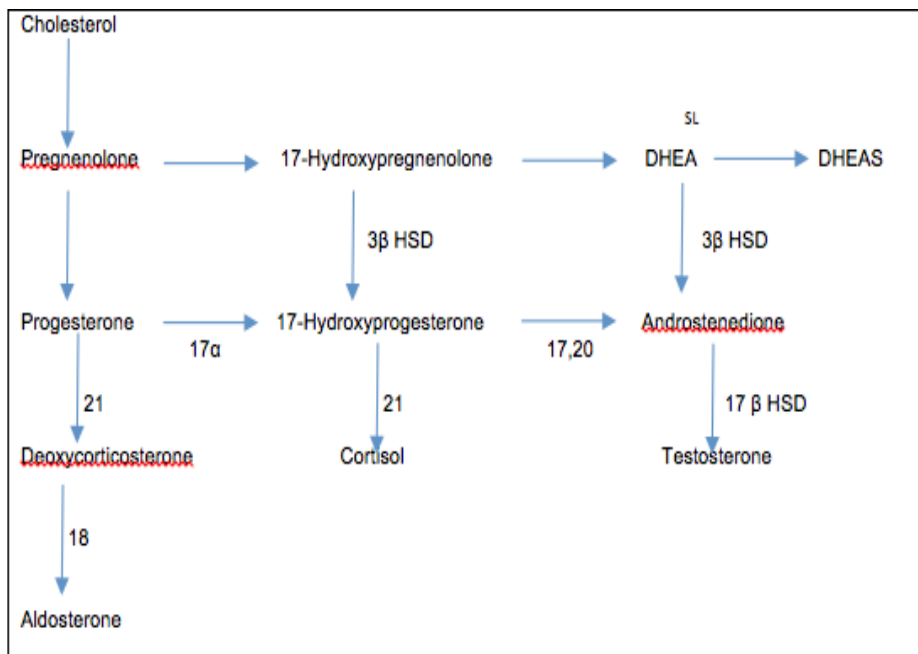 Cholesterol
SL
Pregnenolone 17-Hydroxypregnenolone DHEA DHEAS
3β HSD 3β HSD
Progesterone 17-Hydroxyprogesterone Androstenedione
17α 17,20
21 21 17 β HSD
Deoxycorticosterone Cortisol Testosterone
18
Aldosterone